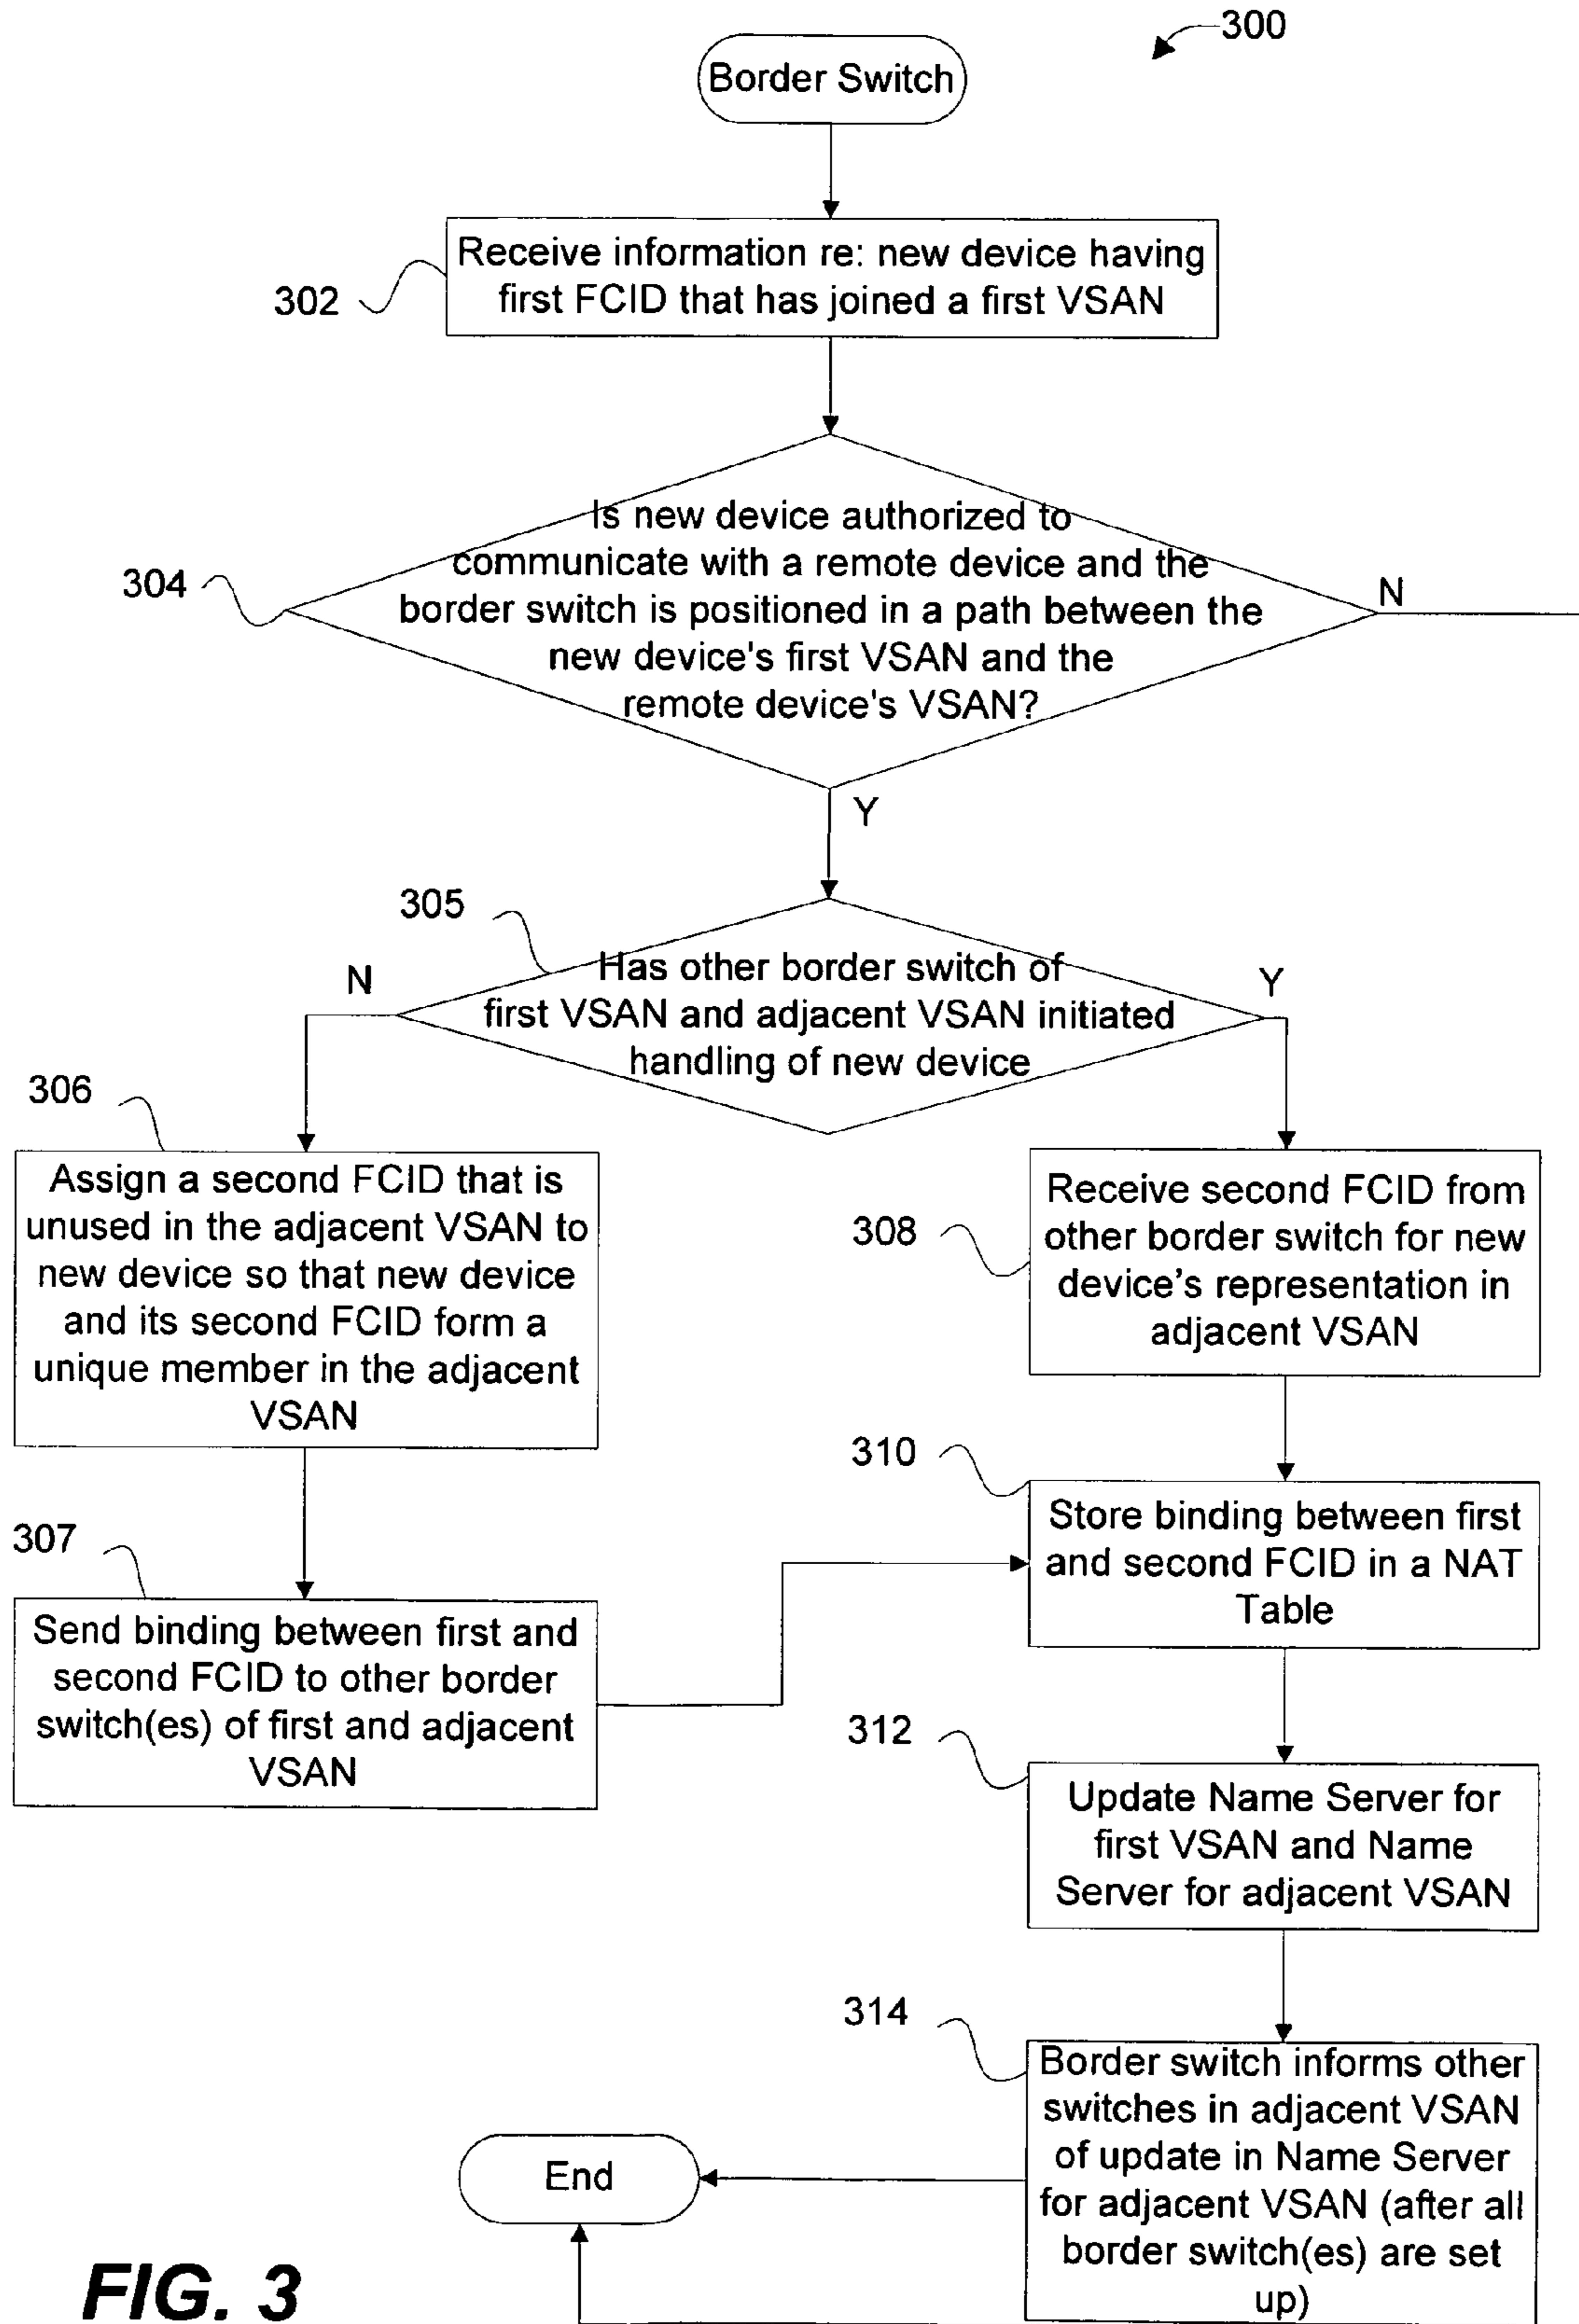 300
Border Switch
302
Receive information re: new device having
first FCID that has joined a first VSAN
304
Is new device authorized to
communicate with a remote device and the
border switch is positioned in a path between the
new device's first VSAN and the
remote device's VSAN?
N
Y
305
Has other border switch of
first VSAN and adjacent VSAN initiated
handling of new device
N
Y
306
Assign a second FCID that is
unused in the adjacent VSAN to
new device so that new device
and its second FCID form a
unique member in the adjacent
VSAN
308
Receive second FCID from
other border switch for new
device’s representation in
adjacent VSAN
307
Send binding between first and
second FCID to other border
switch(es) of first and adjacent
VSAN
310
Store binding between first
and second FCID in a NAT
Table
312
Update Name Server for
first VSAN and Name
Server for adjacent VSAN
314
Border switch informs other
switches in adjacent VSAN
of update in Name Server
for adjacent VSAN (after all
border switch(es) are set
up)
End
FIG. 3